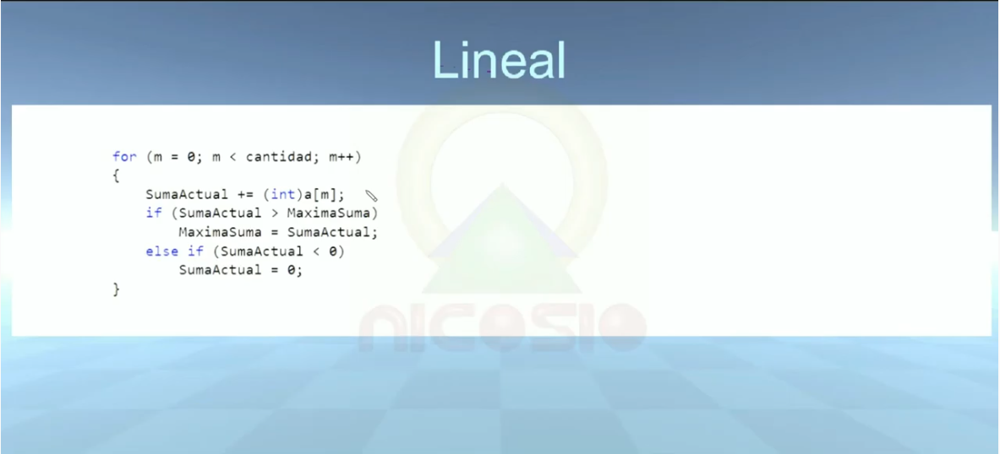 Lineal
for (m = 0; m < cantidad; m++)
{
SumaActual += (int)a[m];
if (SumaActual > MaximaSuma)
MaximaSuma = SumaActual;
else if (SumaActual < 0)
SumaActual = 0;
}
NICOSIO